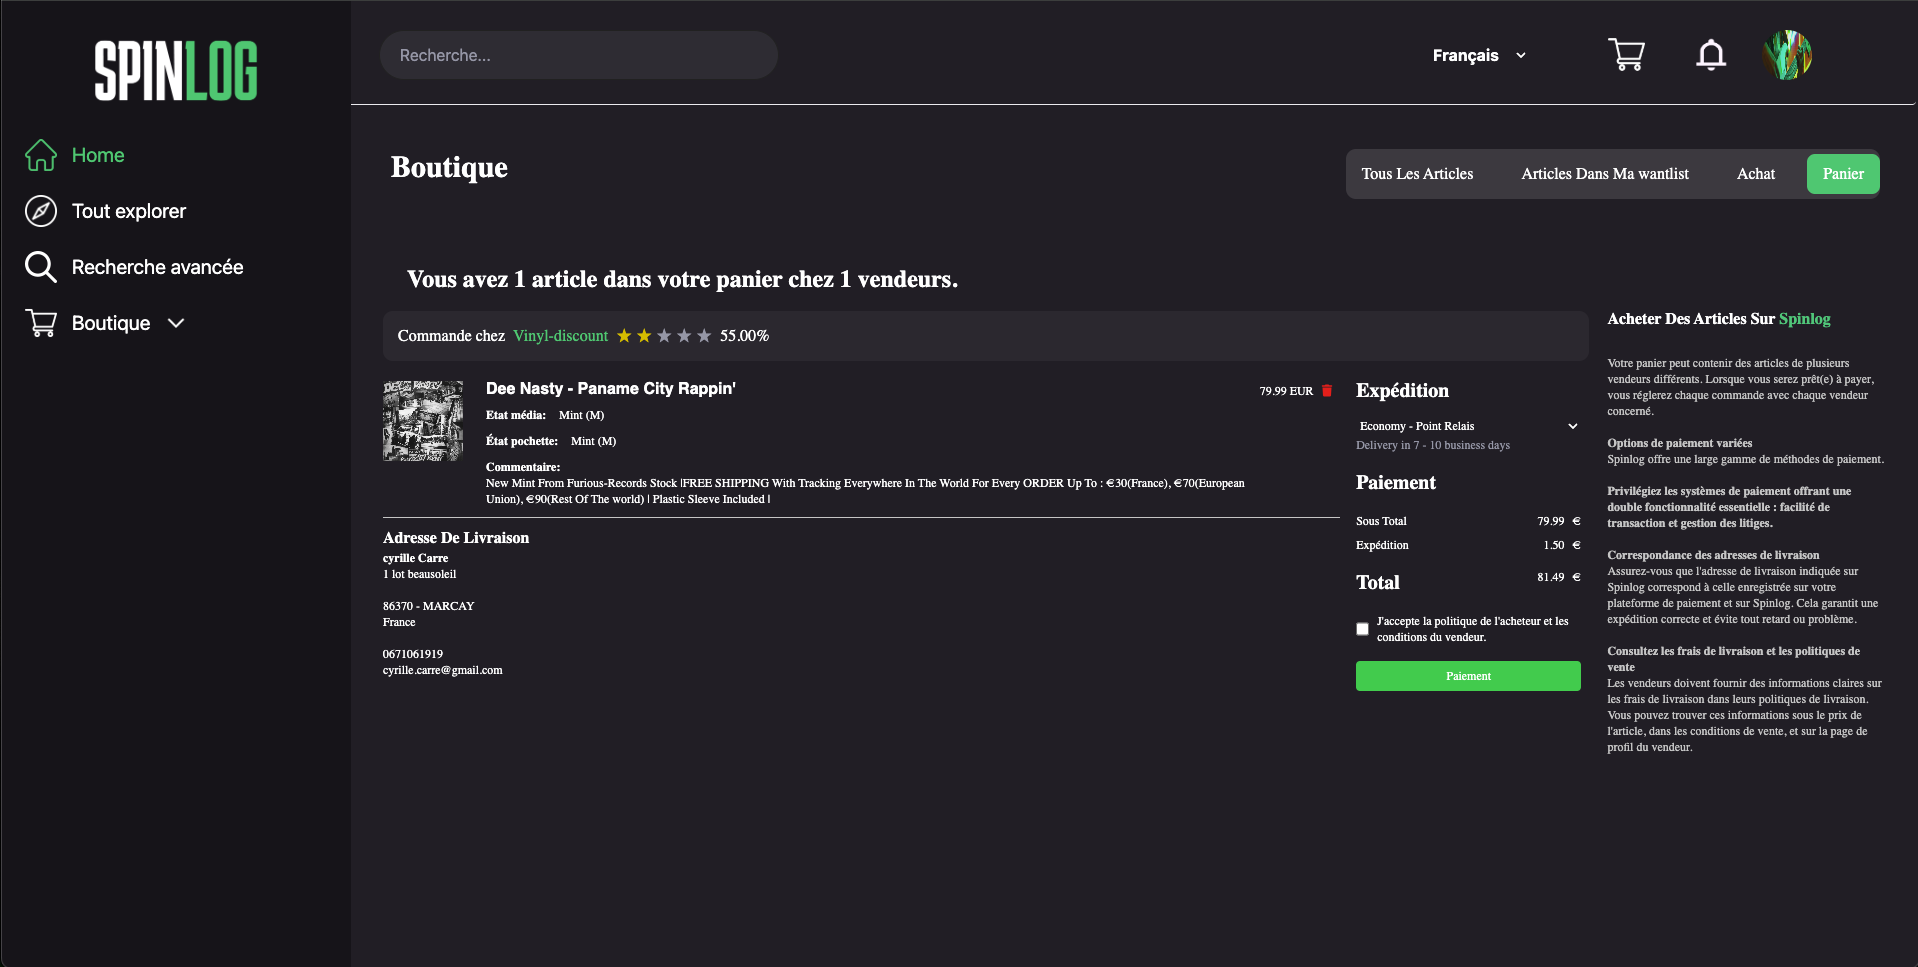 SPINLOG
Recherche...
Français
Home
Tout explorer
Recherche avancée
Boutique
Boutique
Tous Les Articles
Articles Dans Ma wantlist
Achat
Panier
Vous avez 1 article dans votre panier chez 1 vendeurs.
Commande chez Vinyl-discount 55.00%
Dee Nasty - Paname City Rappin'
79.99 EUR
Etat média: Mint (M)
État pochette: Mint (M)
Commentaire:
New Mint From Furious-Records Stock |FREE SHIPPING With Tracking Everywhere In The World For Every ORDER Up To : €30(France), €70(European
Union), €90(Rest Of The world) | Plastic Sleeve Included |
Adresse De Livraison
cyrille Carre
1 lot beausoleil
86370 - MARCAY
France
0671061919
cyrille.carre@gmail.com
Expédition
Economy - Point Relais
Delivery in 7 - 10 business days
Paiement
Sous Total 79.99 €
Expédition 1.50 €
Total 81.49 €
J'accepte la politique de l'acheteur et les
conditions du vendeur.
Paiement
Acheter Des Articles Sur Spinlog
Votre panier peut contenir des articles de plusieurs
vendeurs différents. Lorsque vous serez prêt(e) à payer,
vous réglerez chaque commande avec chaque vendeur
concerné.
Options de paiement variées
Spinlog offre une large gamme de méthodes de paiement.
Privilégiez les systèmes de paiement offrant une
double fonctionnalité essentielle : facilité de
transaction et gestion des litiges.
Correspondance des adresses de livraison
Assurez-vous que l'adresse de livraison indiquée sur
Spinlog correspond à celle enregistrée sur votre
plateforme de paiement et sur Spinlog. Cela garantit une
expédition correcte et évite tout retard ou problème.
Consultez les frais de livraison et les politiques de
vente
Les vendeurs doivent fournir des informations claires sur
les frais de livraison dans leurs politiques de livraison.
Vous pouvez trouver ces informations sous le prix de
l'article, dans les conditions de vente, et sur la page de
profil du vendeur.